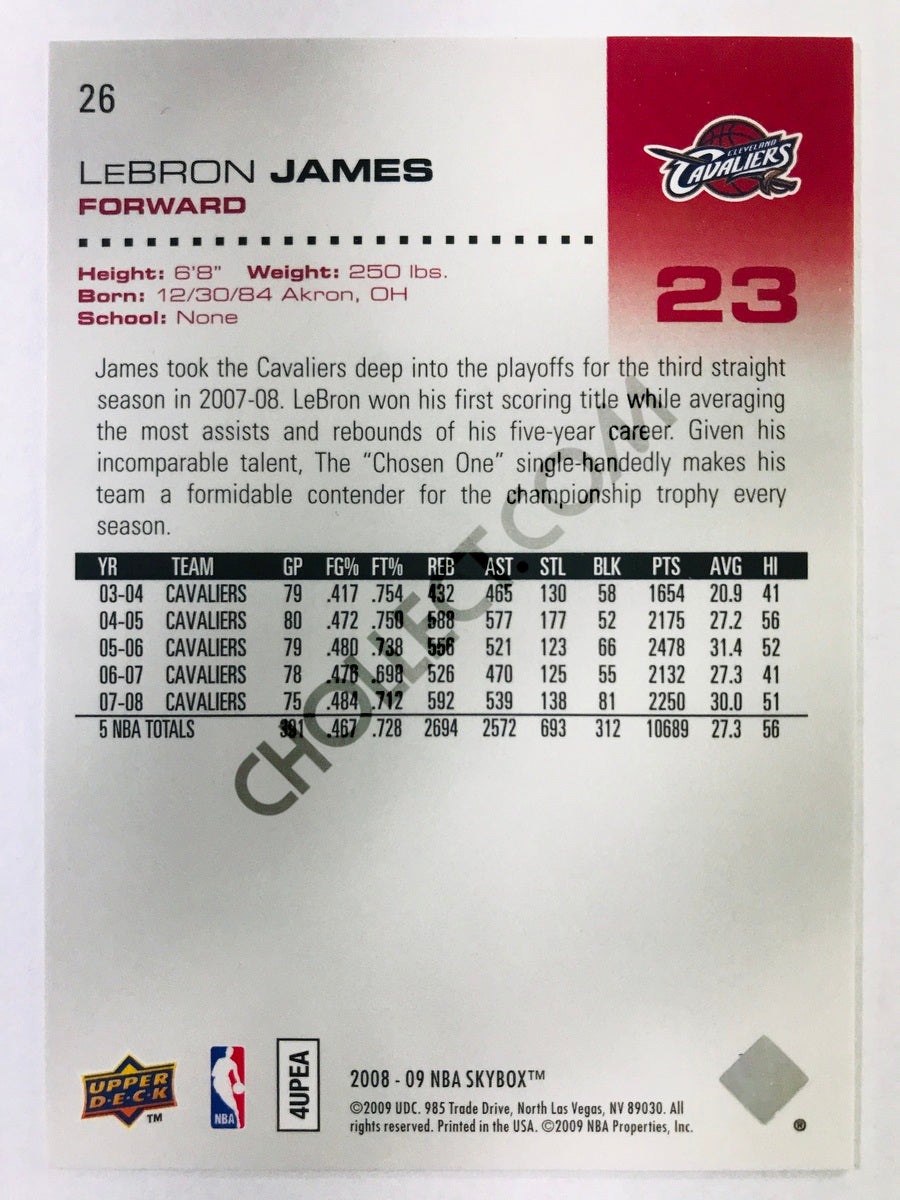 26
LEBRON JAMES
FORWARD
CLEVELAND
CAVALIERS
23
Height: 6'8" Weight: 250 lbs.
Born: 12/30/84 Akron, OH
School: None
James took the Cavaliers deep into the playoffs for the third straight
season in 2007-08. LeBron won his first scoring title while averaging
the most assists and rebounds of his five-year career. Given his
incomparable talent, The “Chosen One” single-handedly makes his
team a formidable contender for the championship trophy every
season.
YR TEAM GP FG% FT% REB AST STL BLK PTS AVG HI
03-04 CAVALIERS 79 .417 .754 432 465 130 58 1654 20.9 41
04-05 CAVALIERS 80 .472 .750 588 577 177 52 2175 27.2 56
05-06 CAVALIERS 79 .480 .738 556 521 123 66 2478 31.4 52
06-07 CAVALIERS 78 .476 .698 526 470 125 55 2132 27.3 41
07-08 CAVALIERS 75 .484 .712 592 539 138 81 2250 30.0 51
5 NBA TOTALS 391 .467 .728 2694 2572 693 312 10689 27.3 56
CHOLLECT.COM
UPPER
D·E·C·K
TM
NBA
4UPEA
2008 - 09 NBA SKYBOX™
©2009 UDC. 985 Trade Drive, North Las Vegas, NV 89030. All
rights reserved. Printed in the USA. ©2009 NBA Properties, Inc.
®